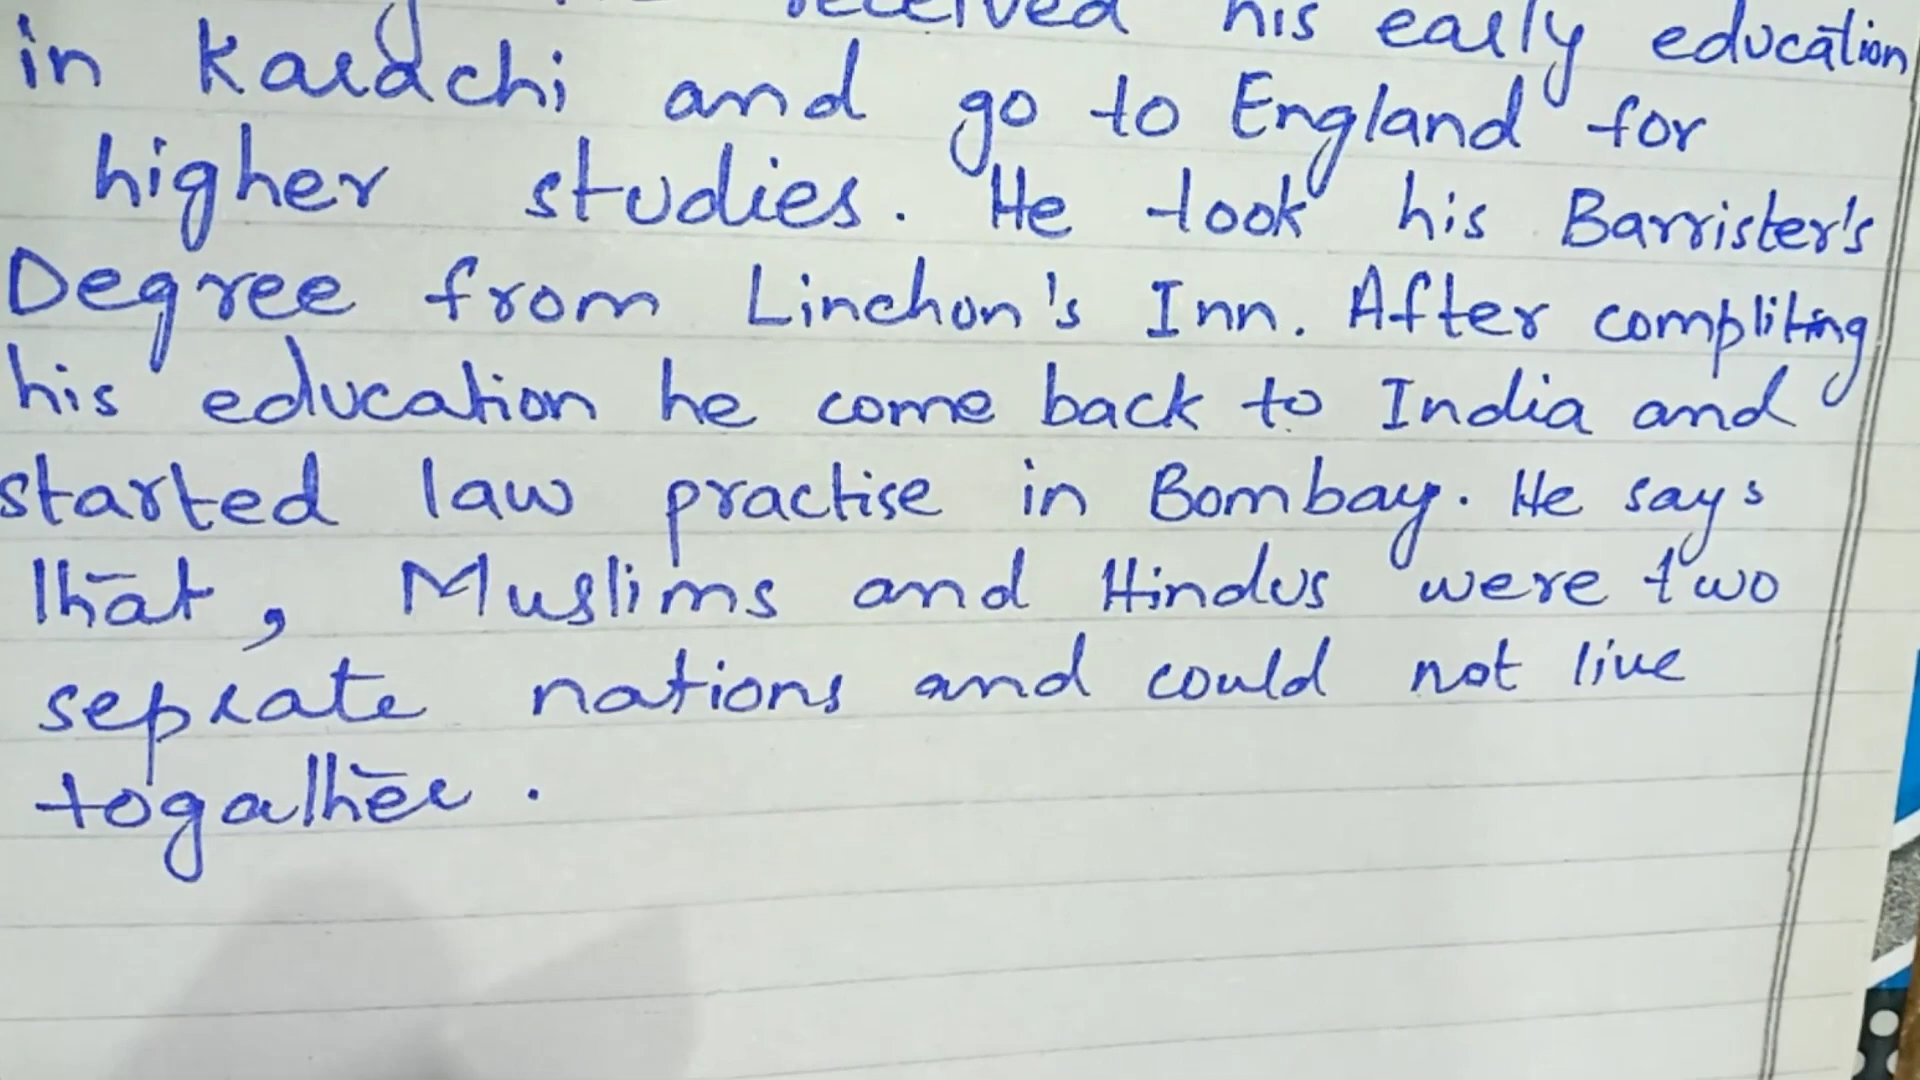 received his early education
in Karachi and go to England for
higher studies. He took his Barrister's
Degree from Linchon's Inn. After compliting
his education he come back to India and
started law practise in Bombay. He says
that, Muslims and Hindus were two
seprate nations and could not live
togather.